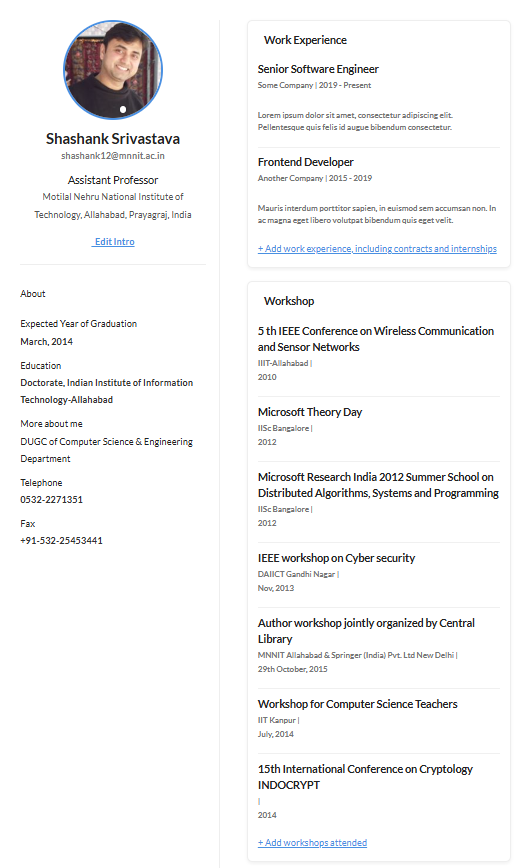 Shashank Srivastava
shashank12@mnnit.ac.in
Assistant Professor
Motilal Nehru National Institute of
Technology, Allahabad, Prayagraj, India
Edit Intro
About
Expected Year of Graduation
March, 2014
Education
Doctorate, Indian Institute of Information
Technology-Allahabad
More about me
DUGC of Computer Science & Engineering
Department
Telephone
0532-2271351
Fax
+91-532-25453441
Work Experience
Senior Software Engineer
Some Company | 2019 - Present
Lorem ipsum dolor sit amet, consectetur adipiscing elit.
Pellentesque quis felis id augue bibendum consectetur.
Frontend Developer
Another Company | 2015 - 2019
Mauris interdum porttitor sapien, in euismod sem accumsan non. In
ac magna eget libero volutpat bibendum quis eget velit.
+ Add work experience, including contracts and internships
Workshop
5 th IEEE Conference on Wireless Communication
and Sensor Networks
IIIT-Allahabad |
2010
Microsoft Theory Day
IISc Bangalore |
2012
Microsoft Research India 2012 Summer School on
Distributed Algorithms, Systems and Programming
IISc Bangalore |
2012
IEEE workshop on Cyber security
DAIICT Gandhi Nagar |
Nov, 2013
Author workshop jointly organized by Central
Library
MNNIT Allahabad & Springer (India) Pvt. Ltd New Delhi |
29th October, 2015
Workshop for Computer Science Teachers
IIT Kanpur |
July, 2014
15th International Conference on Cryptology
INDOCRYPT
|
2014
+ Add workshops attended